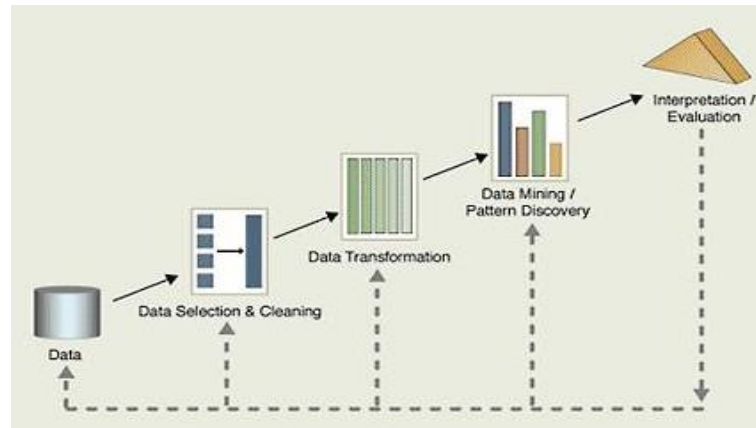 Interpretation /
Evaluation
Data Mining /
Pattern Discovery
Data Transformation
Data Selection & Cleaning
Data